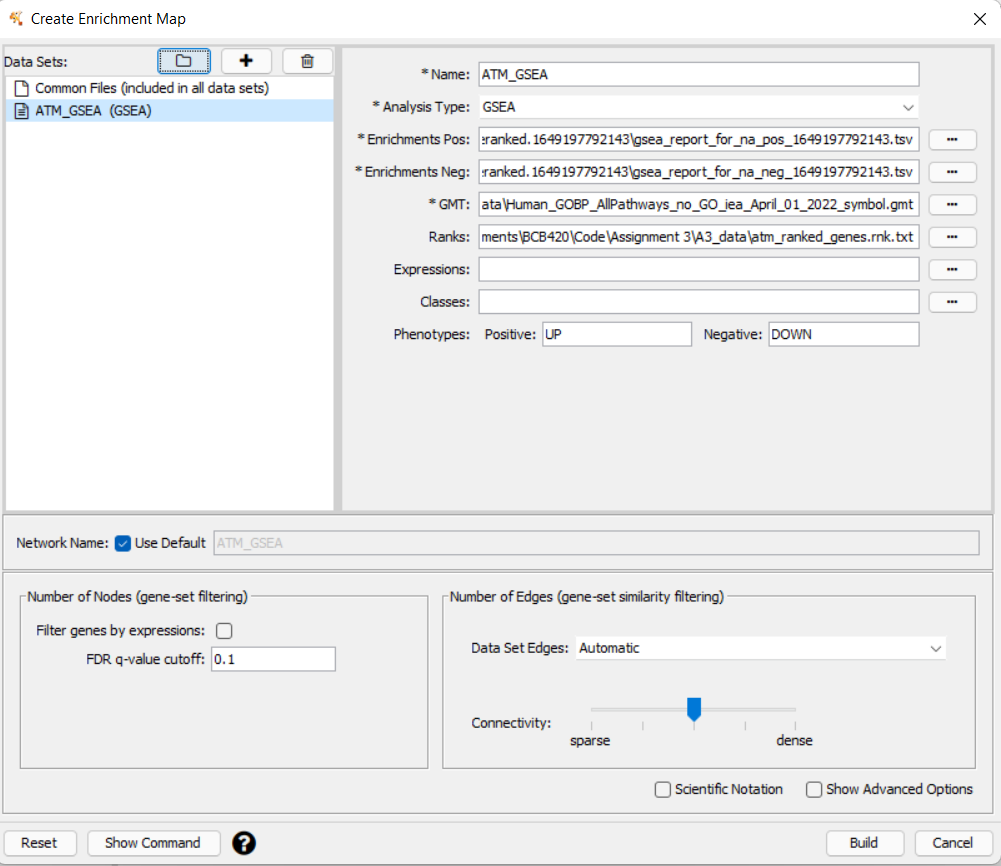 Create Enrichment Map
Data Sets:
Common Files (included in all data sets)
ATM_GSEA (GSEA)
* Name: ATM_GSEA
* Analysis Type: GSEA
* Enrichments Pos: :ranked.1649197792143\gsea_report_for_na_pos_1649197792143.tsv ...
* Enrichments Neg: :ranked.1649197792143\gsea_report_for_na_neg_1649197792143.tsv ...
* GMT: ata\Human_GOBP_AllPathways_no_GO_iea_April_01_2022_symbol.gmt ...
Ranks: ments\BCB420\Code\Assignment 3\A3_data\atm_ranked_genes.rnk.txt ...
Expressions: ...
Classes: ...
Phenotypes: Positive: UP Negative: DOWN
Network Name: Use Default ATM_GSEA
Number of Nodes (gene-set filtering)
Filter genes by expressions:
FDR q-value cutoff: 0.1
Number of Edges (gene-set similarity filtering)
Data Set Edges: Automatic
Connectivity:
sparse dense
Scientific Notation Show Advanced Options
Reset Show Command ? Build Cancel